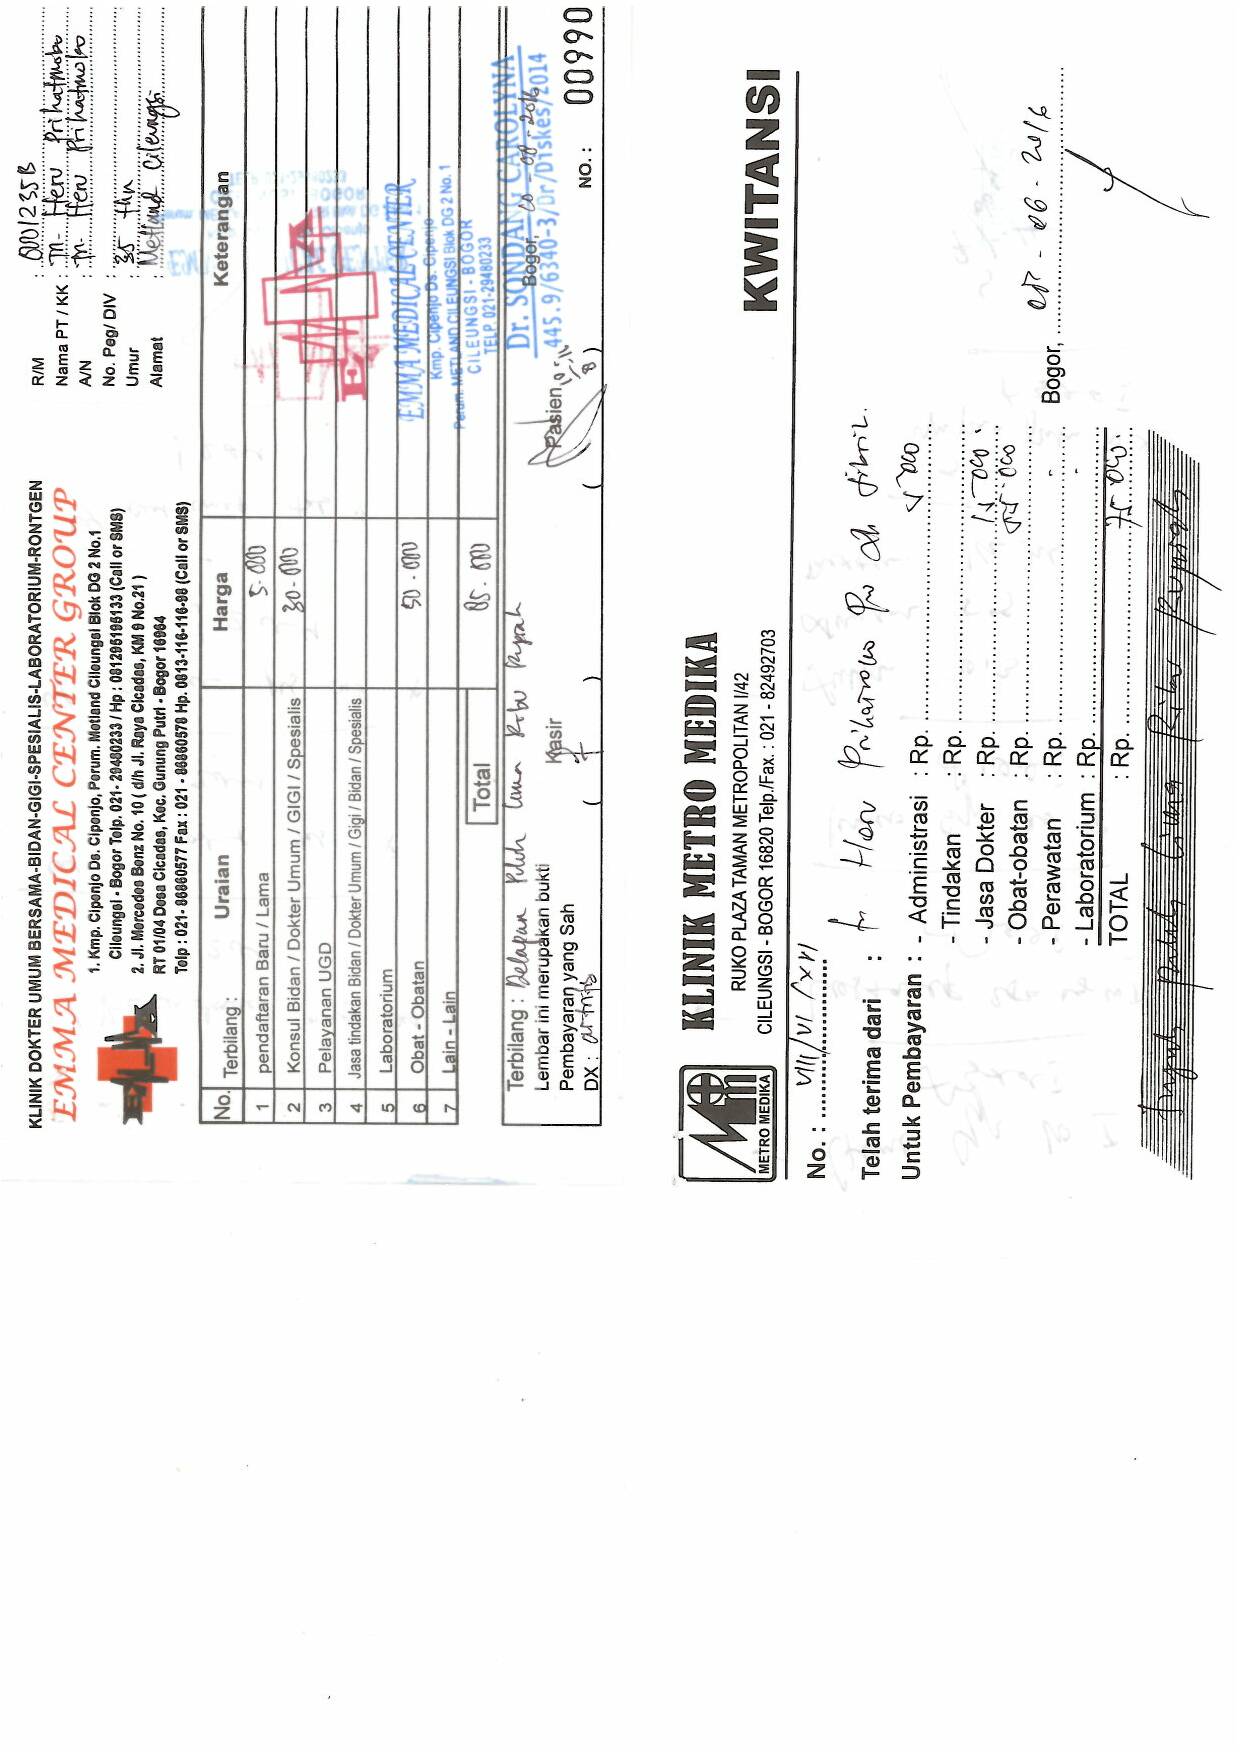 KLINIK DOKTER UMUM BERSAMA-BIDAN-GIGI-SPESIALIS-LABORATORIUM-RONTGEN
EMMA MEDICAL CENTER GROUP
1. Kmp. Cipenjo Ds. Cipenjo, Perum. Metland Cileungsi Blok DG 2 No.1
Cileungsi - Bogor Telp. 021- 29480233 / Hp : 081295195133 (Call or SMS)
2. Jl. Mercedes Benz No. 10 ( d/h Jl. Raya Cicadas, KM 9 No.21 )
RT 01/04 Desa Cicadas, Kec. Gunung Putri - Bogor 16964
Telp : 021- 86860577 Fax : 021 - 86860578 Hp. 0813-116-116-98 (Call or SMS)
R/M : 0001235B
Nama PT / KK : Tn. Heru Prihatmoko
A/N : Tn. Heru Prihatmoko
No. Peg/ DIV :
Umur : 35 thn
Alamat : Metland Cileungsi
No. Terbilang : Uraian Harga Keterangan
1 pendaftaran Baru / Lama 5.000
2 Konsul Bidan / Dokter Umum / GIGI / Spesialis 30.000
3 Pelayanan UGD
4 Jasa tindakan Bidan / Dokter Umum / Gigi / Bidan / Spesialis
5 Laboratorium
6 Obat - Obatan 50.000
7 Lain - Lain
Total 85.000
EMMA MEDICAL CENTER
Kmp. Cipenjo Ds. Cipenjo
Perum. METLAND CILEUNGSI Blok DG 2 No. 1
CILEUNGSI - BOGOR
TELP. 021-29480233
Terbilang : Delapan Puluh Lima Ribu Rupiah
Lembar ini merupakan bukti
Pembayaran yang Sah
DX :
Kasir
Pasien,
Dr. SONDANG CAROLYNA
Bogor, 10 - 08 - 2016
445.9/6340-3/Dr/Diskes/2014
NO.: 00990
METRO MEDIKA
KLINIK METRO MEDIKA
RUKO PLAZA TAMAN METROPOLITAN I/42
CILEUNGSI - BOGOR 16820 Telp./Fax. : 021 - 82492703
KWITANSI
No. : VIII/VI/XVI
Telah terima dari : Tn Heru Prihatmoko
Untuk Pembayaran : - Administrasi : Rp. 5000
- Tindakan : Rp.
- Jasa Dokter : Rp. 15.000
- Obat-obatan : Rp. 55.000
- Perawatan : Rp. -
- Laboratorium : Rp. -
TOTAL : Rp. 75.000
Bogor, 08 - 06 - 2016
Tujuh puluh Lima Ribu Rupiah